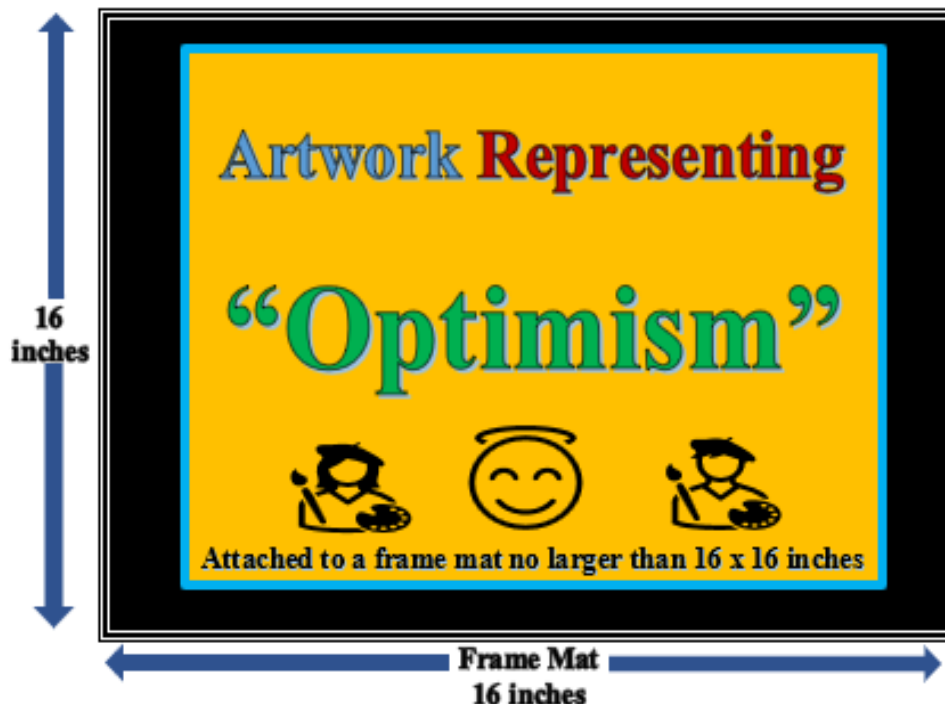 Artwork Representing
“Optimism”
Attached to a frame mat no larger than 16 x 16 inches
16
inches
Frame Mat
16 inches